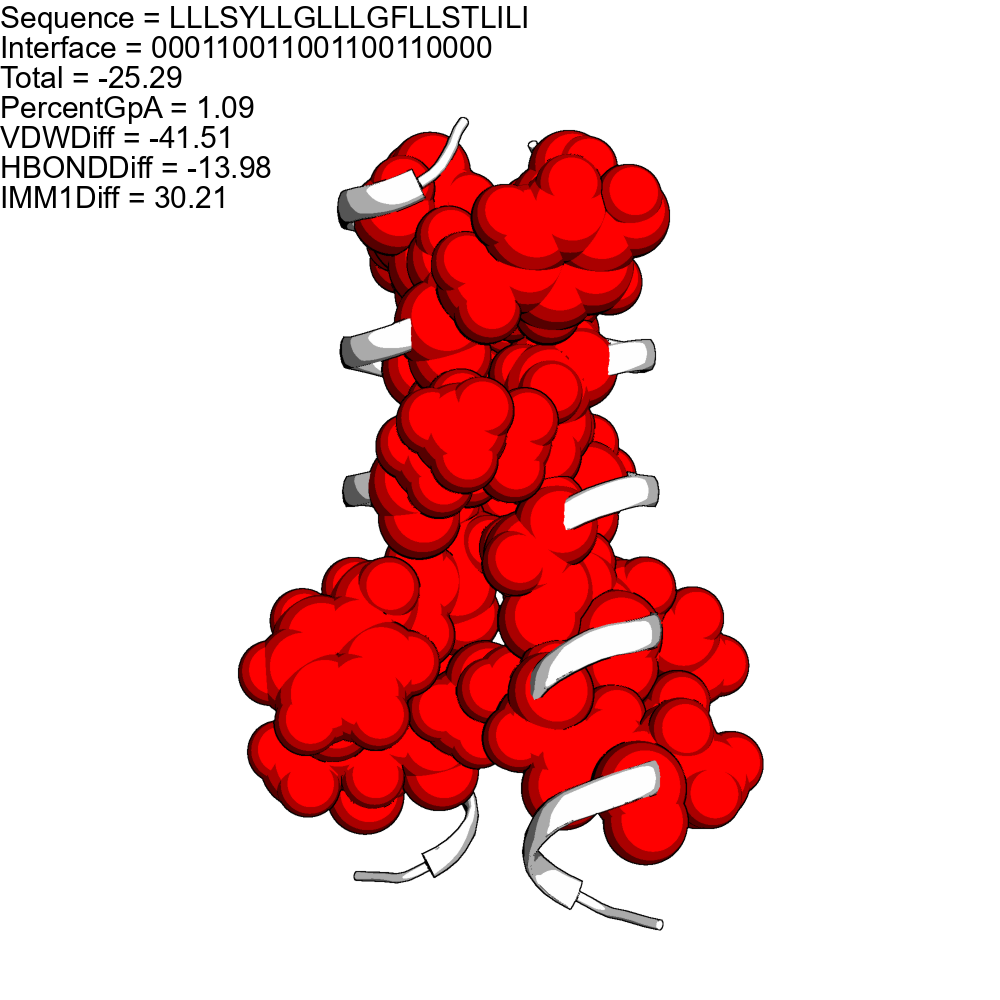 Sequence = LLLSYLLGLLLGFLLSTLILI
Interface = 000110011001100110000
Total = -25.29
PercentGpA = 1.09
VDWDiff = -41.51
HBONDDiff = -13.98
IMM1Diff = 30.21